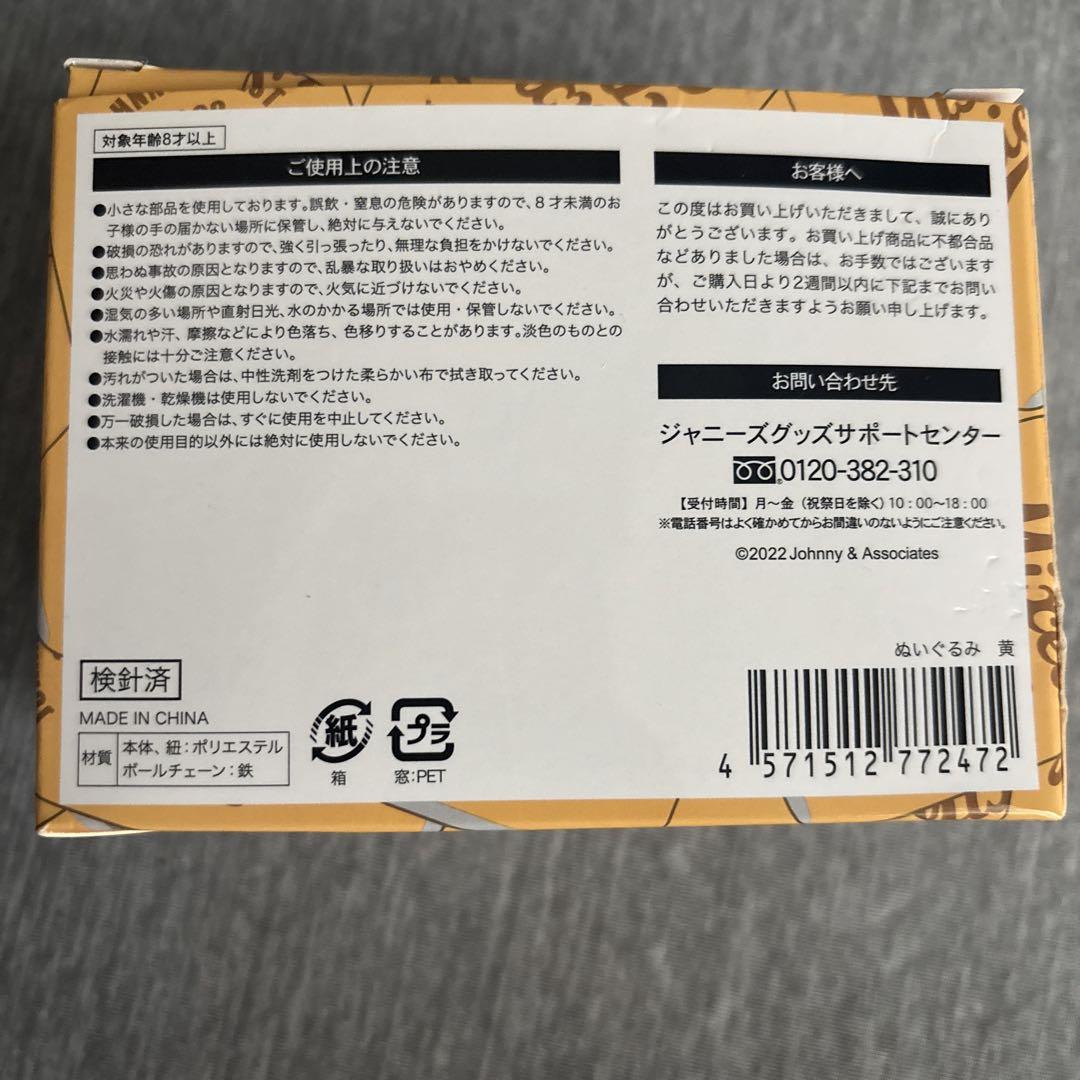 対象年齢8才以上
ご使用上の注意
●小さな部品を使用しております。誤飲・窒息の危険がありますので、8才未満のお
子様の手の届かない場所に保管し、絶対に与えないでください。
●破損の恐れがありますので、強く引っ張ったり、無理な負担をかけないでください。
●思わぬ事故の原因となりますので、乱暴な取り扱いはおやめください。
●火災や火傷の原因となりますので、火気に近づけないでください。
●湿気の多い場所や直射日光、水のかかる場所では使用・保管しないでください。
●水濡れや汗、摩擦などにより色落ち、色移りすることがあります。淡色のものとの
接触には十分ご注意ください。
●汚れがついた場合は、中性洗剤をつけた柔らかい布で拭き取ってください。
●洗濯機・乾燥機は使用しないでください。
●万一破損した場合は、すぐに使用を中止してください。
●本来の使用目的以外には絶対に使用しないでください。
お客様へ
この度はお買い上げいただきまして、誠にあり
がとうございます。お買い上げ商品に不都合品
などありました場合は、お手数ではございます
が、ご購入日より2週間以内に下記までお問い
合わせいただきますようお願い申し上げます。
お問い合わせ先
ジャニーズグッズサポートセンター
0120-382-310
【受付時間】月〜金（祝祭日を除く）10：00〜18：00
※電話番号はよく確かめてからお間違いのないようにご注意ください。
©2022 Johnny & Associates
検針済
MADE IN CHINA
材質
本体、紐：ポリエステル
ボールチェーン：鉄
紙
箱
プラ
窓：PET
ぬいぐるみ 黄
4 571512 772472